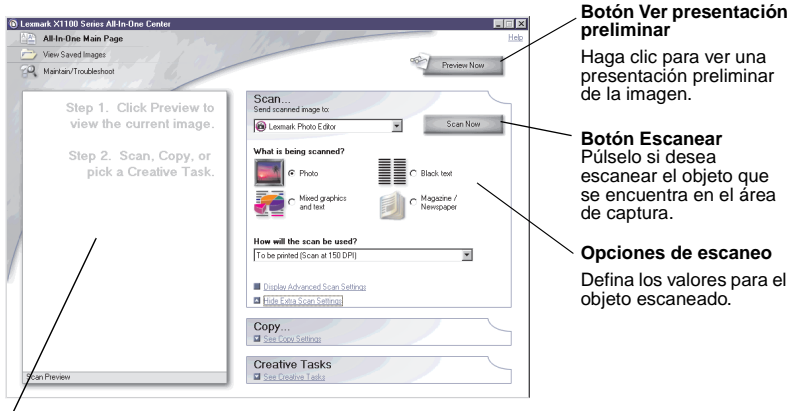 Lexmark X1100 Series All-In-One Center
All-In-One Main Page
Help
View Saved Images
Maintain/Troubleshoot
Preview Now
Step 1. Click Preview to
view the current image.
Step 2. Scan, Copy, or
pick a Creative Task.
Scan Preview
Scan...
Send scanned image to:
Lexmark Photo Editor
Scan Now
What is being scanned?
Photo
Black text
Mixed graphics
and text
Magazine /
Newspaper
How will the scan be used?
To be printed (Scan at 150 DPI)
Display Advanced Scan Settings
Hide Extra Scan Settings
Copy...
See Copy Settings
Creative Tasks
See Creative Tasks
Botón Ver presentación
preliminar
Haga clic para ver una
presentación preliminar
de la imagen.
Botón Escanear
Púlselo si desea
escanear el objeto que
se encuentra en el área
de captura.
Opciones de escaneo
Defina los valores para el
objeto escaneado.